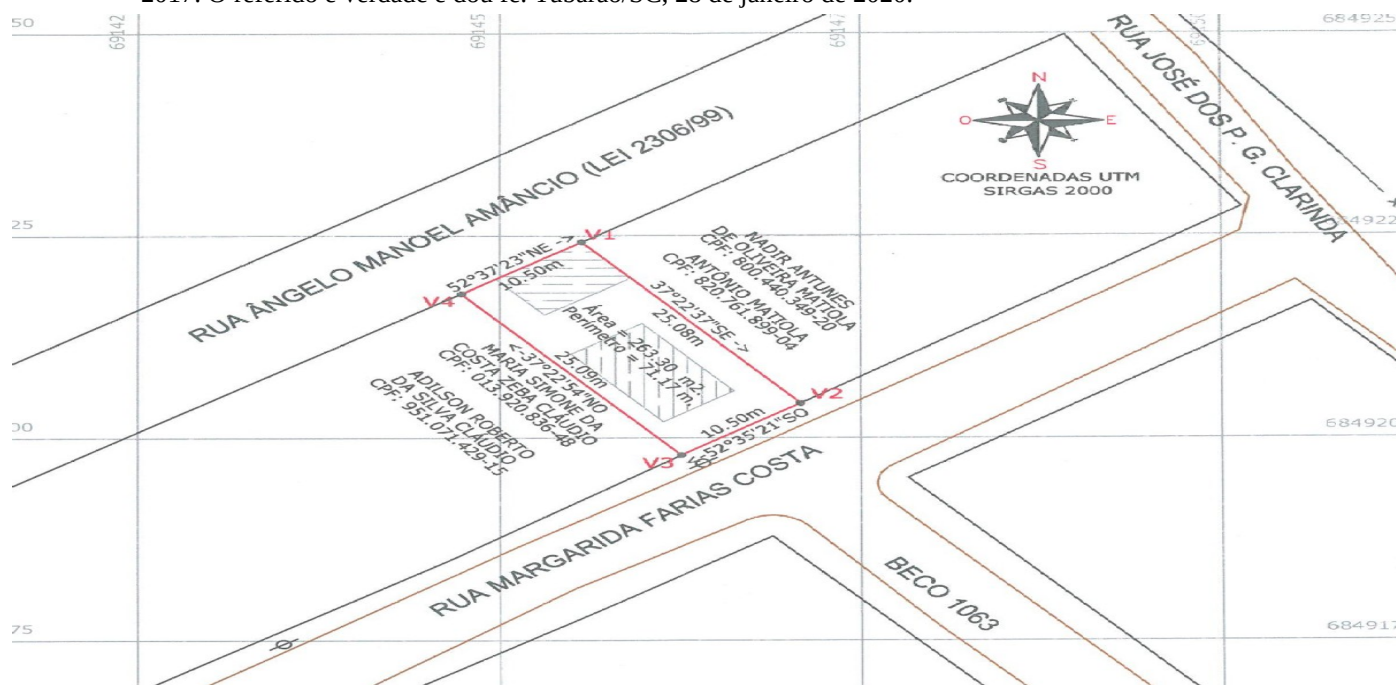 2017. O referido é verdade e dou fé. Tubarão/SC, 28 de janeiro de 2020.
50
69142
69145
69147
684925
RUA JOSÉ DOS P. G. CLARINDA
N
O
E
S
COORDENADAS UTM
SIRGAS 2000
RUA ÂNGELO MANOEL AMÂNCIO (LEI 2306/99)
25
84922
V1
52°37'23"NE ->
10.50m
V4
NADIR ANTUNES
DE OLIVEIRA MATIOLA
CPF: 800.440.349-20
ANTÔNIO MATIOLA
CPF: 820.761.899-04
37°22'37"SE ->
25.08m
Área = 263.30 m2.
Perímetro = 71.17 m.
<-37°22'54"NO
25.09m
MARIA SIMONE DA
COSTA ZEBA CLÁUDIO
CPF: 013.920.836-48
ADILSON ROBERTO
DA SILVA CLÁUDIO
CPF: 951.071.429-15
V2
10.50m
52°35'21"SO
V3
00
684920
RUA MARGARIDA FARIAS COSTA
BECO 1063
75
684917